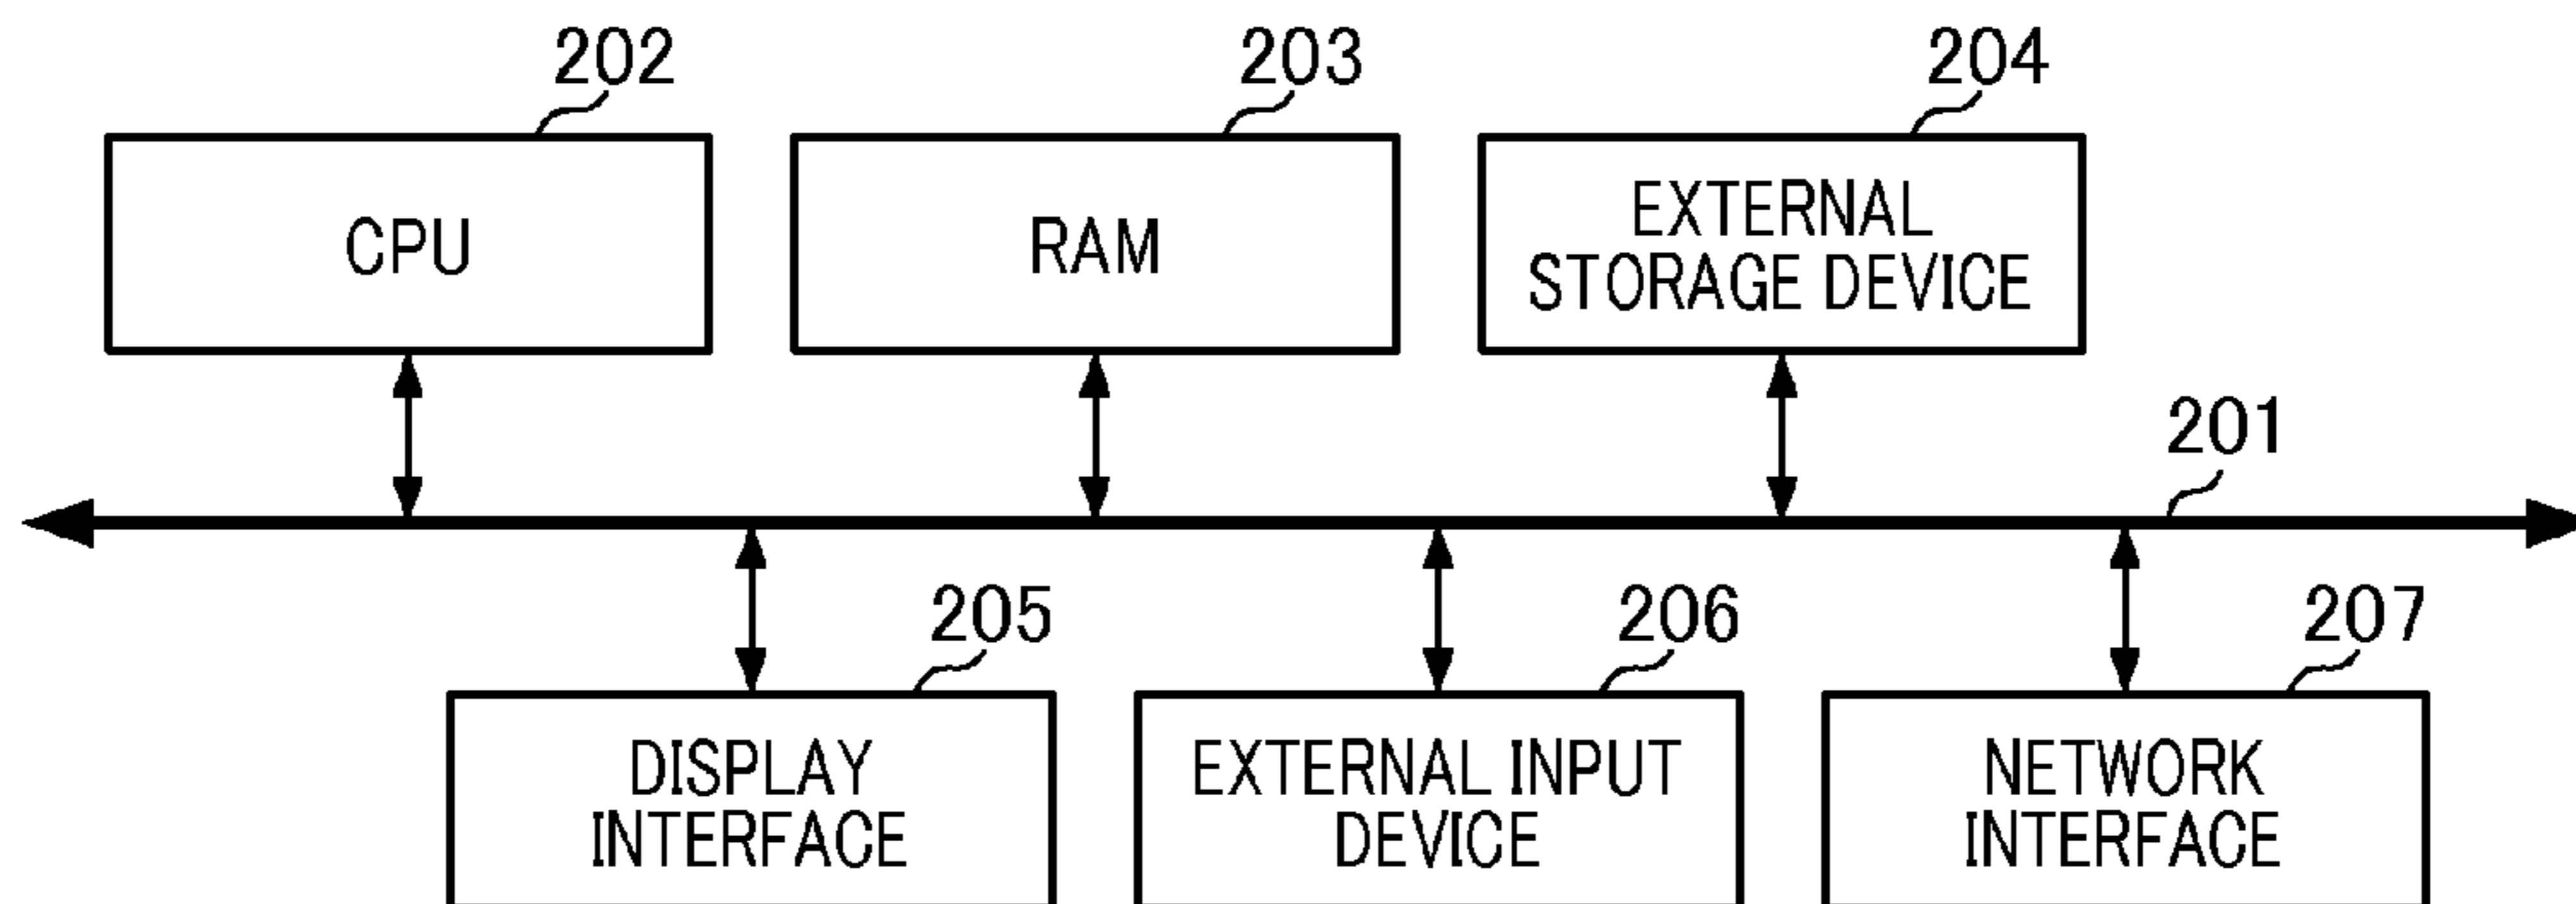 202
203
204
CPU
RAM
EXTERNAL
STORAGE DEVICE
201
205
206
207
DISPLAY
INTERFACE
EXTERNAL INPUT
DEVICE
NETWORK
INTERFACE